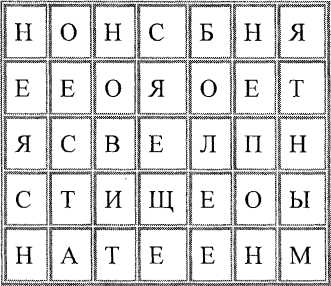 Н О Н С Б Н Я
Е Е О Я О Е Т
Я С В Е Л П Н
С Т И Щ Е О Ы
Н А Т Е Е Н М